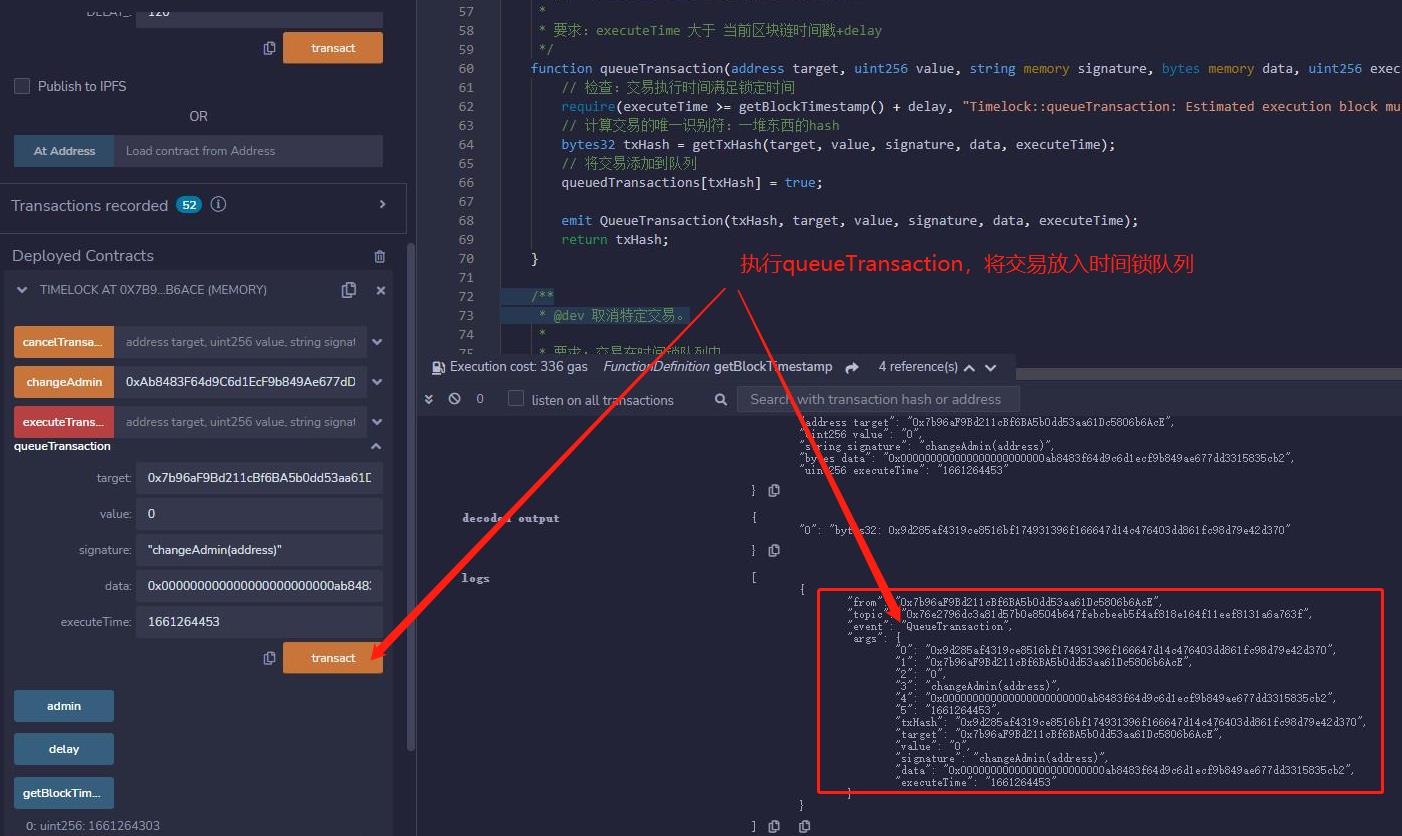 DELAY_: 120
transact
Publish to IPFS
OR
At Address Load contract from Address
Transactions recorded 52
Deployed Contracts
TIMELOCK AT 0X7B9...B6ACE (MEMORY)
cancelTransa... address target, uint256 value, string signat
changeAdmin 0xAb8483F64d9C6d1EcF9b849Ae677dD
executeTrans... address target, uint256 value, string signat
queueTransaction
target: 0x7b96aF9Bd211cBf6BA5b0dd53aa61D
value: 0
signature: "changeAdmin(address)"
data: 0x000000000000000000000000ab848:
executeTime: 1661264453
transact
admin
delay
getBlockTim...
0: uint256: 1661264303
57 *
58 * 要求：executeTime 大于 当前区块链时间戳+delay
59 */
60 function queueTransaction(address target, uint256 value, string memory signature, bytes memory data, uint256 exec
61 // 检查：交易执行时间满足锁定时间
62 require(executeTime >= getBlockTimestamp() + delay, "Timelock::queueTransaction: Estimated execution block mu
63 // 计算交易的唯一识别符：一堆东西的hash
64 bytes32 txHash = getTxHash(target, value, signature, data, executeTime);
65 // 将交易添加到队列
66 queuedTransactions[txHash] = true;
67
68 emit QueueTransaction(txHash, target, value, signature, data, executeTime);
69 return txHash;
70 }
71
执行queueTransaction，将交易放入时间锁队列
72 /**
73 * @dev 取消特定交易。
74 *
75 * 要求：交易在时间锁队列中
Execution cost: 336 gas FunctionDefinition getBlockTimestamp 4 reference(s)
0 listen on all transactions Search with transaction hash or address
"address target": "0x7b96aF9Bd211cBf6BA5b0dd53aa61Dc5806b6AcE",
"uint256 value": "0",
"string signature": "changeAdmin(address)",
"bytes data": "0x000000000000000000000000ab8483f64d9c6d1ecf9b849ae677dd3315835cb2",
"uint256 executeTime": "1661264453"
}
decoded output {
"0": "bytes32: 0x9d285af4319ce8516bf174931396f166647d14c476403dd861fc98d79e42d370"
}
logs [
{
"from": "0x7b96aF9Bd211cBf6BA5b0dd53aa61Dc5806b6AcE",
"topic": "0x76e2796dc3a81d57b0e8504b647febcbeeb5f4af818e164f11eef8131a6a763f",
"event": "QueueTransaction",
"args": {
"0": "0x9d285af4319ce8516bf174931396f166647d14c476403dd861fc98d79e42d370",
"1": "0x7b96aF9Bd211cBf6BA5b0dd53aa61Dc5806b6AcE",
"2": "0",
"3": "changeAdmin(address)",
"4": "0x000000000000000000000000ab8483f64d9c6d1ecf9b849ae677dd3315835cb2",
"5": "1661264453",
"txHash": "0x9d285af4319ce8516bf174931396f166647d14c476403dd861fc98d79e42d370",
"target": "0x7b96aF9Bd211cBf6BA5b0dd53aa61Dc5806b6AcE",
"value": "0",
"signature": "changeAdmin(address)",
"data": "0x000000000000000000000000ab8483f64d9c6d1ecf9b849ae677dd3315835cb2",
"executeTime": "1661264453"
}
}
]